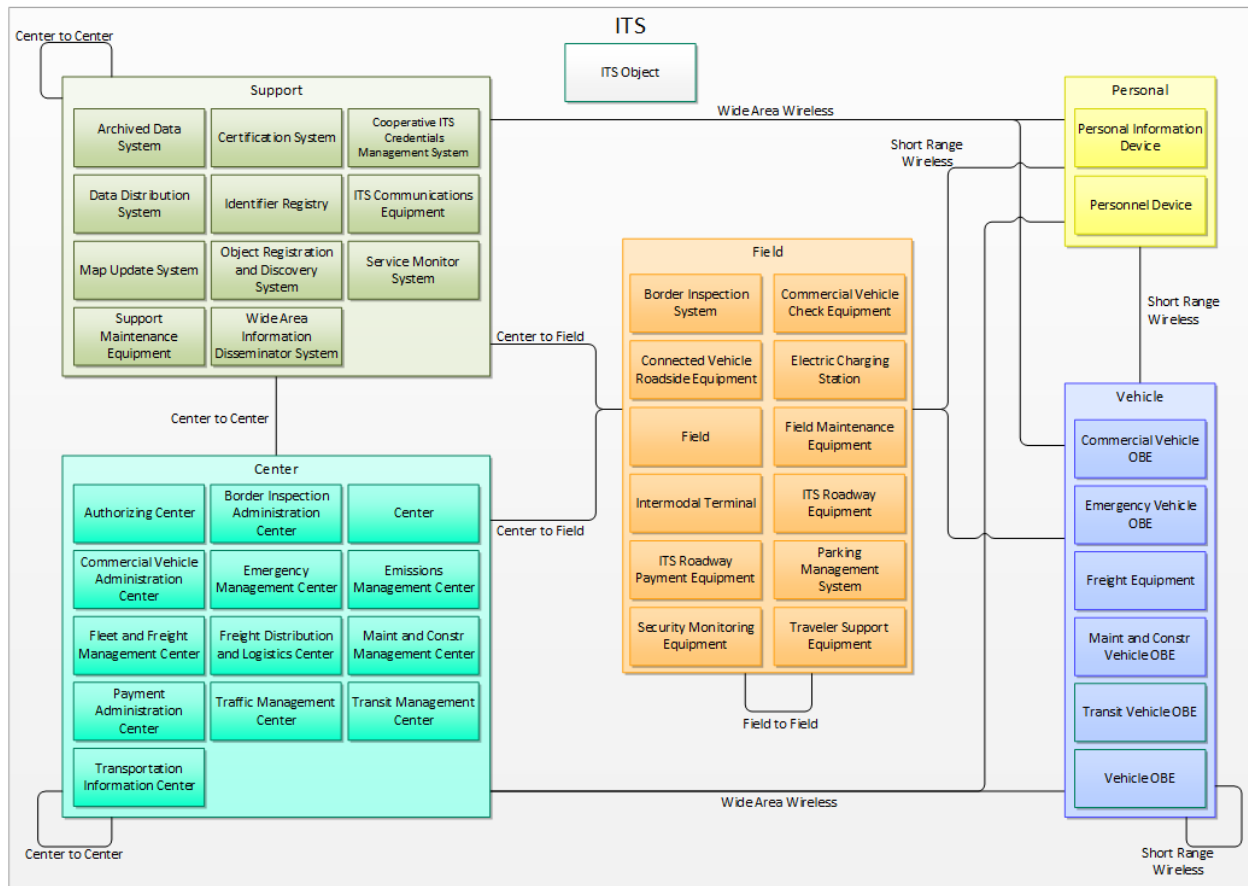 ITS
ITS Object
Center to Center
Support
Archived Data
System
Certification System
Cooperative ITS
Credentials
Management System
Data Distribution
System
Identifier Registry
ITS Communications
Equipment
Map Update System
Object Registration
and Discovery
System
Service Monitor
System
Support
Maintenance
Equipment
Wide Area
Information
Disseminator System
Wide Area Wireless
Short Range
Wireless
Personal
Personal Information
Device
Personnel Device
Center to Field
Center to Center
Field
Border Inspection
System
Commercial Vehicle
Check Equipment
Connected Vehicle
Roadside Equipment
Electric Charging
Station
Field
Field Maintenance
Equipment
Intermodal Terminal
ITS Roadway
Equipment
ITS Roadway
Payment Equipment
Parking
Management
System
Security Monitoring
Equipment
Traveler Support
Equipment
Field to Field
Short Range
Wireless
Center
Authorizing Center
Border Inspection
Administration
Center
Center
Commercial Vehicle
Administration
Center
Emergency
Management Center
Emissions
Management Center
Fleet and Freight
Management Center
Freight Distribution
and Logistics Center
Maint and Constr
Management Center
Payment
Administration
Center
Traffic Management
Center
Transit Management
Center
Transportation
Information Center
Center to Field
Center to Center
Wide Area Wireless
Vehicle
Commercial Vehicle
OBE
Emergency Vehicle
OBE
Freight Equipment
Maint and Constr
Vehicle OBE
Transit Vehicle OBE
Vehicle OBE
Short Range
Wireless